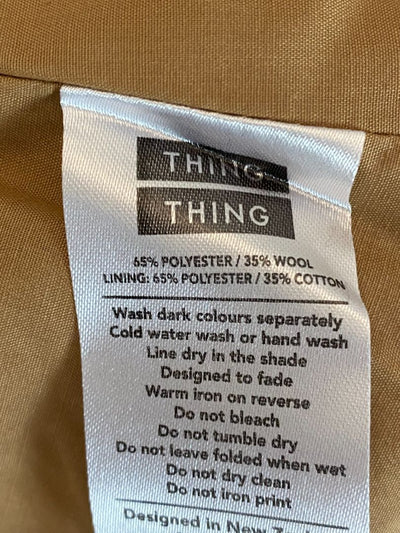 THING
THING
65% POLYESTER / 35% WOOL
LINING: 65% POLYESTER / 35% COTTON
Wash dark colours separately
Cold water wash or hand wash
Line dry in the shade
Designed to fade
Warm iron on reverse
Do not bleach
Do not tumble dry
Do not leave folded when wet
Do not dry clean
Do not iron print
Designed in New